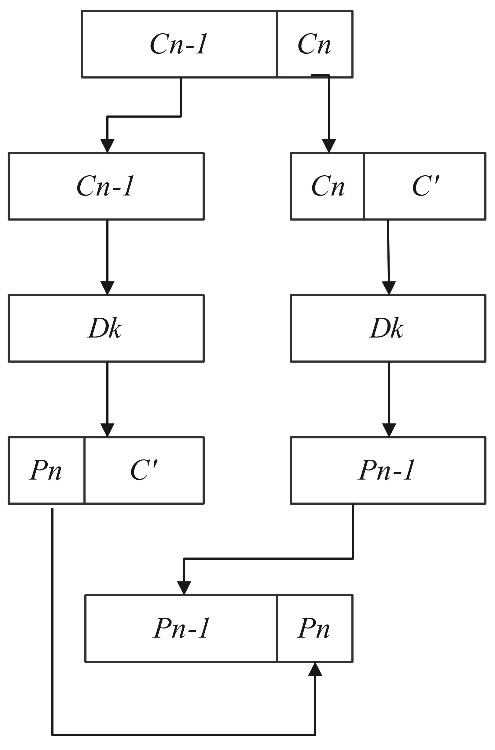 Cn-1 Cn
Cn-1 Cn C'
Dk Dk
Pn C' Pn-1
Pn-1 Pn